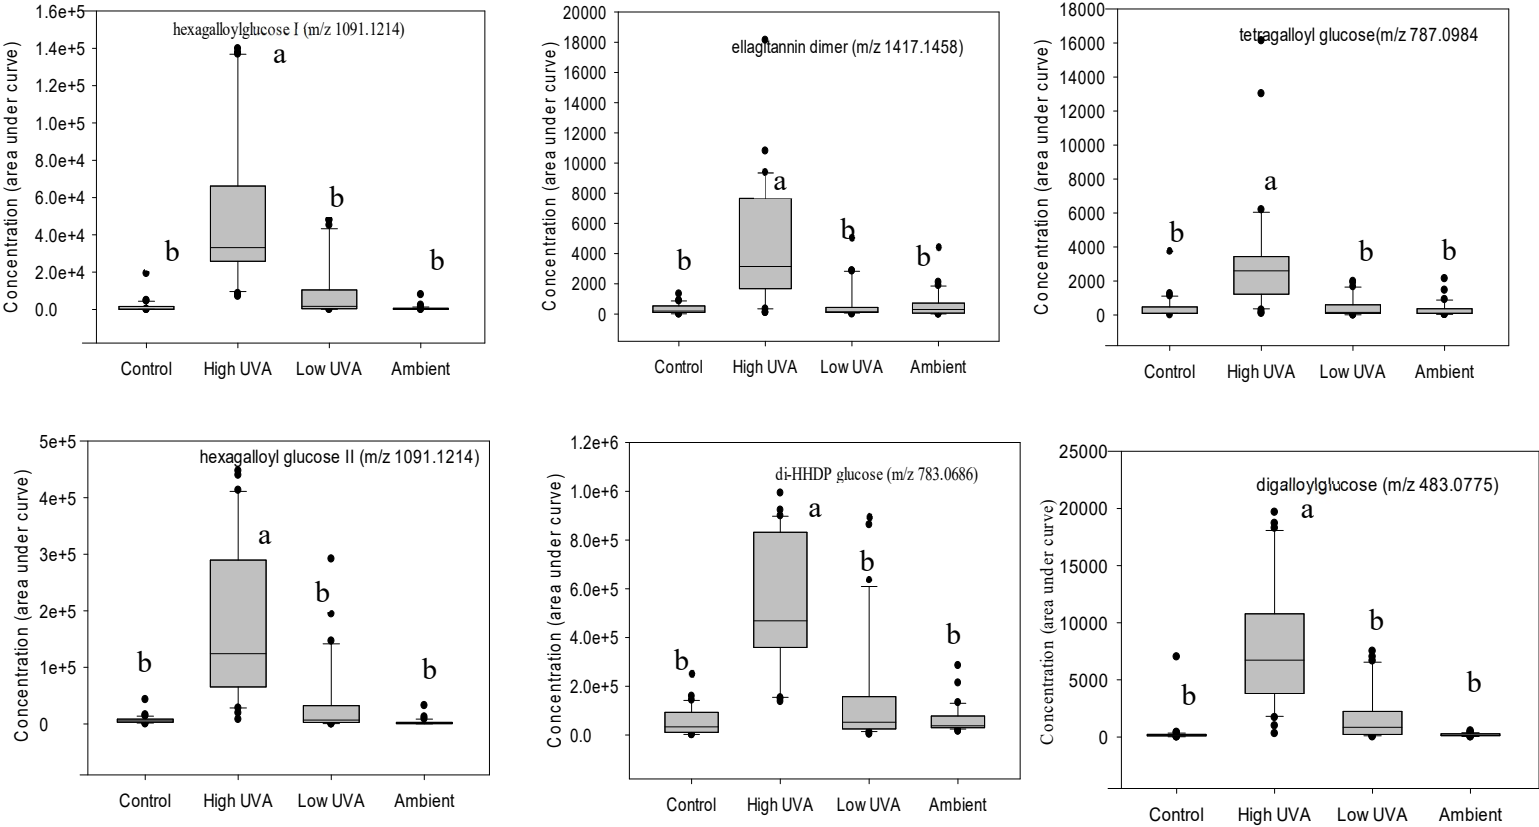 hexagalloylglucose I (m/z 1091.1214)
Concentration (area under curve)
1.6e+5
1.4e+5
1.2e+5
1.0e+5
8.0e+4
6.0e+4
4.0e+4
2.0e+4
0.0
b
a
b
b
Control High UVA Low UVA Ambient
ellagitannin dimer (m/z 1417.1458)
Concentration (area under curve)
20000
18000
16000
14000
12000
10000
8000
6000
4000
2000
0
b
a
b
b
Control High UVA Low UVA Ambient
tetragalloyl glucose(m/z 787.0984
Concentration (area under curve)
18000
16000
14000
12000
10000
8000
6000
4000
2000
0
b
a
b
b
Control High UVA Low UVA Ambient
hexagalloyl glucose II (m/z 1091.1214)
Concentration (area under curve)
5e+5
4e+5
3e+5
2e+5
1e+5
0
b
a
b
b
Control High UVA Low UVA Ambient
di-HHDP glucose (m/z 783.0686)
Concentration (area under curve)
1.2e+6
1.0e+6
8.0e+5
6.0e+5
4.0e+5
2.0e+5
0.0
b
a
b
b
Control High UVA Low UVA Ambient
digalloylglucose (m/z 483.0775)
Concentration (area under curve)
25000
20000
15000
10000
5000
0
b
a
b
b
Control High UVA Low UVA Ambient